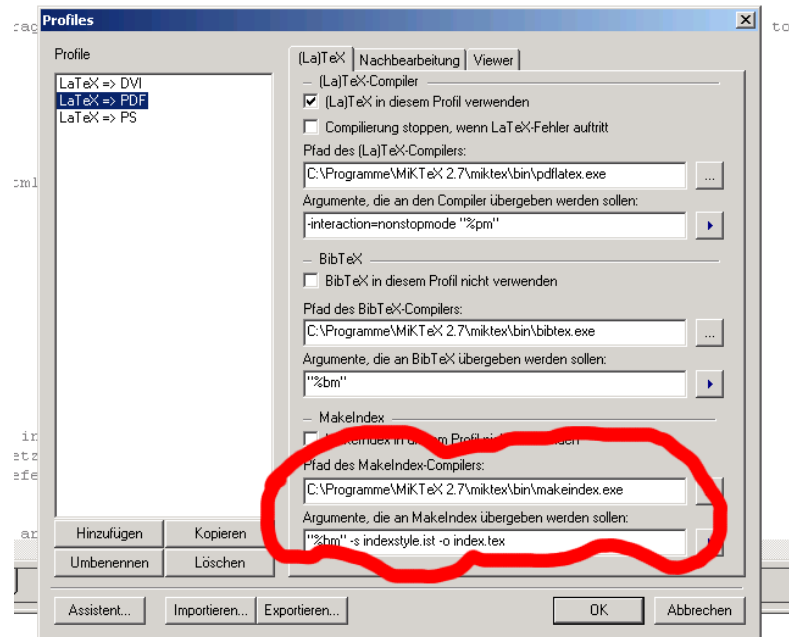 Profiles
Profile
LaTeX => DVI
LaTeX => PDF
LaTeX => PS
(La)TeX Nachbearbeitung Viewer
(La)TeX-Compiler
(La)TeX in diesem Profil verwenden
Compilierung stoppen, wenn LaTeX-Fehler auftritt
Pfad des (La)TeX-Compilers:
C:\Programme\MiKTeX 2.7\miktex\bin\pdflatex.exe
...
Argumente, die an den Compiler übergeben werden sollen:
-interaction=nonstopmode "%pm"
BibTeX
BibTeX in diesem Profil nicht verwenden
Pfad des BibTeX-Compilers:
C:\Programme\MiKTeX 2.7\miktex\bin\bibtex.exe
...
Argumente, die an BibTeX übergeben werden sollen:
"%bm"
MakeIndex
in diesem Profil
Pfad des MakeIndex-Compilers:
C:\Programme\MiKTeX 2.7\miktex\bin\makeindex.exe
Argumente, die an MakeIndex übergeben werden sollen:
"%bm" -s indexstyle.ist -o index.tex
Hinzufügen Kopieren
Umbenennen Löschen
Assistent... Importieren... Exportieren... OK Abbrechen